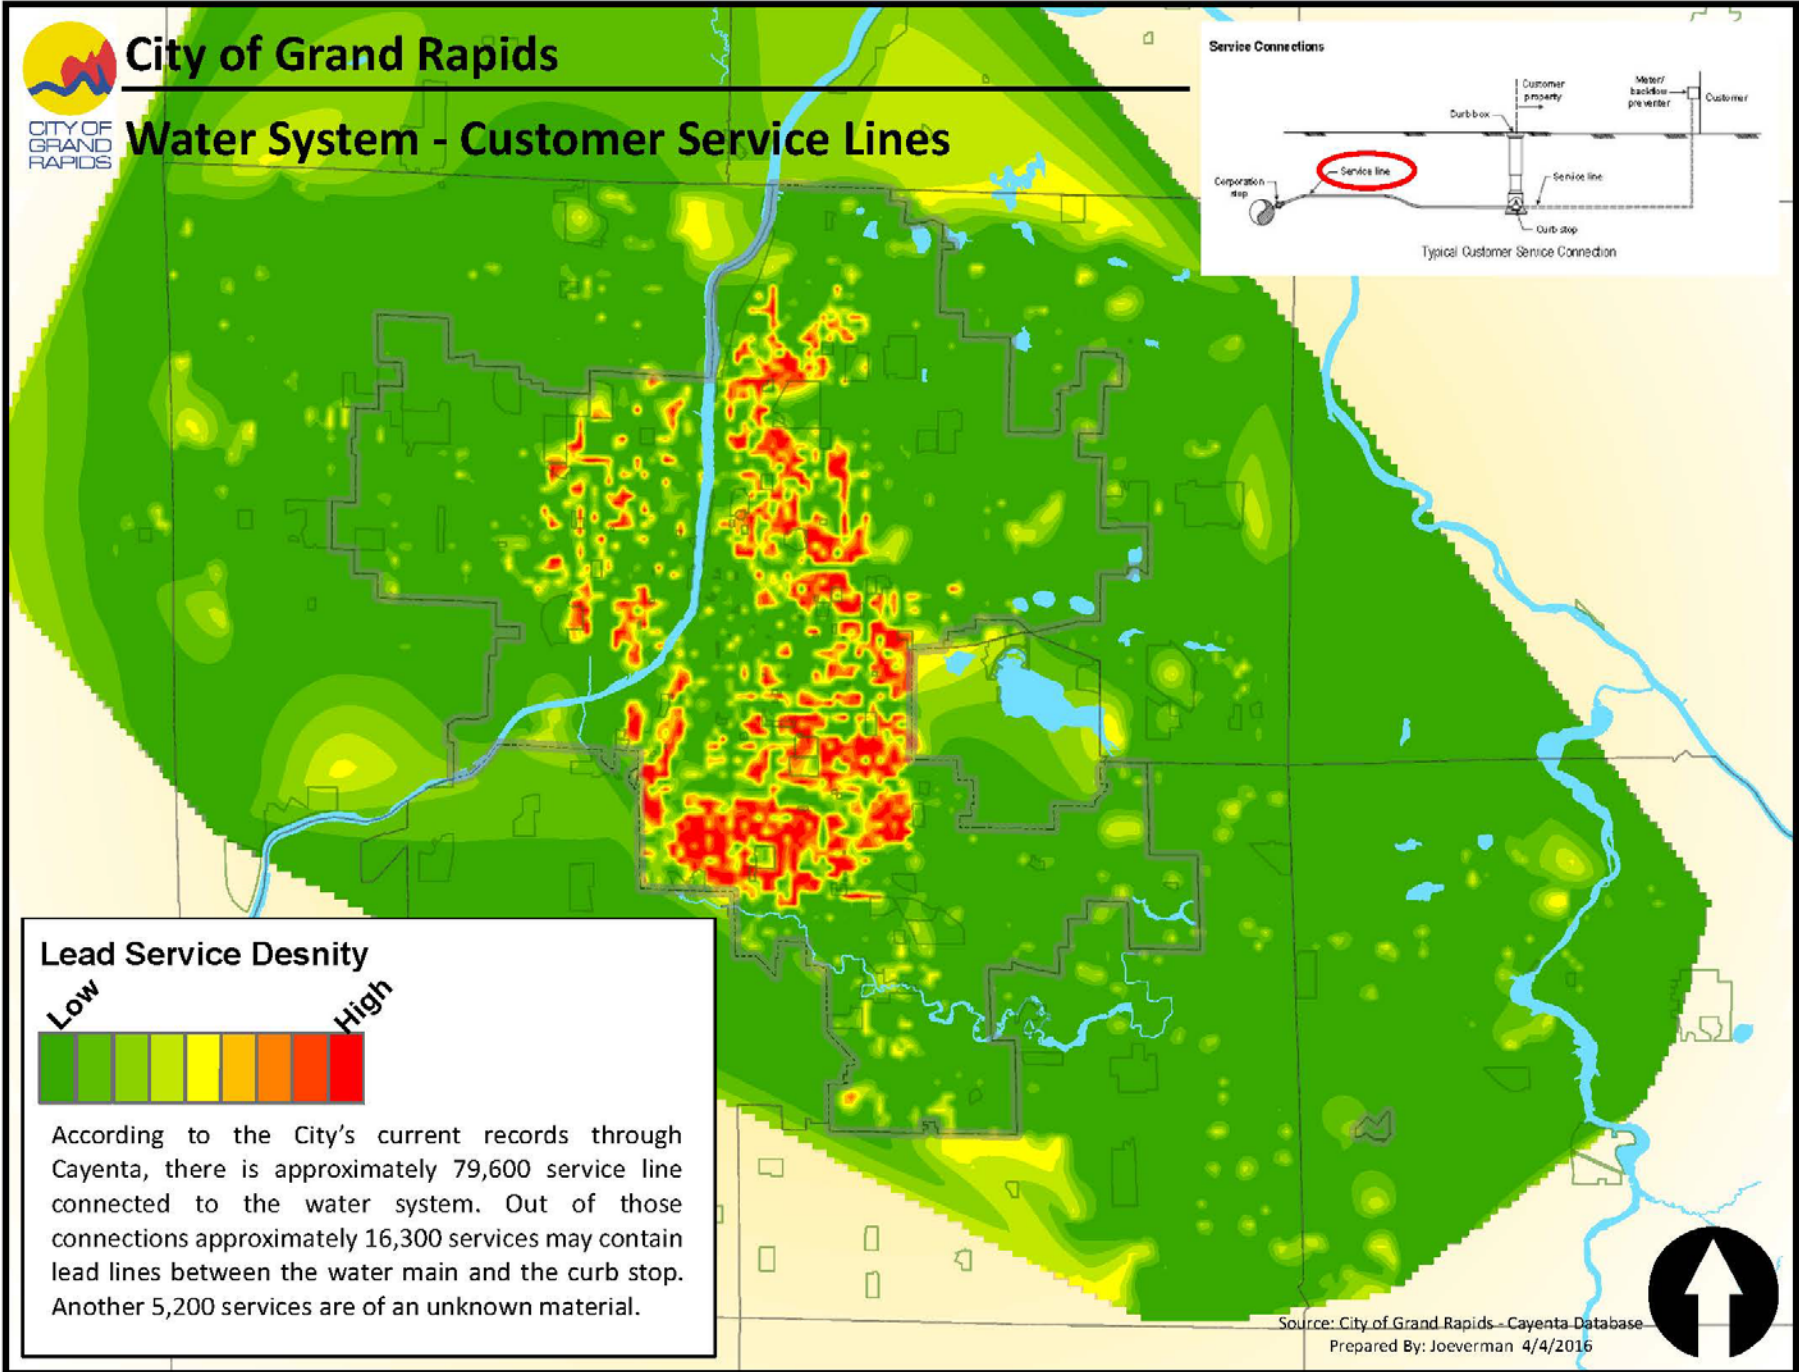 City of Grand Rapids
CITY OF
GRAND
RAPIDS
Water System - Customer Service Lines
Service Connections
Customer
property
Meter/
backflow
preventer
Customer
Curb box
Service line
Corporation
stop
Service line
Curb stop
Typical Customer Service Connection
Lead Service Desnity
Low
High
According to the City's current records through
Cayenta, there is approximately 79,600 service line
connected to the water system. Out of those
connections approximately 16,300 services may contain
lead lines between the water main and the curb stop.
Another 5,200 services are of an unknown material.
Source: City of Grand Rapids - Cayenta Database
Prepared By: Joeverman 4/4/2016